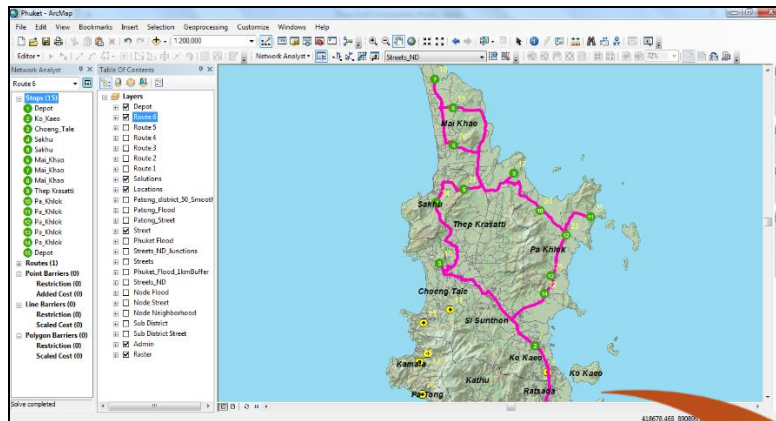 Phuket - ArcMap
File Edit View Bookmarks Insert Selection Geoprocessing Customize Windows Help
1:200,000
Editor
Network Analyst
Streets_ND
72%
Network Analyst
Route 6
Stops (15)
Depot
Ko_Kaeo
Choeng_Tale
Sakhu
Sakhu
Mai_Khao
Mai_Khao
Mai_Khao
Thep Krasatti
Pa_Khlok
Pa_Khlok
Pa_Khlok
Pa_Khlok
Pa_Khlok
Depot
Routes (1)
Point Barriers (0)
Restriction (0)
Added Cost (0)
Line Barriers (0)
Restriction (0)
Scaled Cost (0)
Polygon Barriers (0)
Restriction (0)
Scaled Cost (0)
Solve completed
Table Of Contents
Layers
Depot
Route 6
Route 5
Route 4
Route 3
Route 2
Route 1
Solutions
Locations
Patong_district_50_Smooth
Patong_Flood
Patong_Street
Street
Phuket Flood
Streets_ND_Junctions
Streets
Phuket_Flood_1kmBuffer
Streets_ND
Node Flood
Node Street
Node Neighborhood
Sub District
Sub District Street
Admin
Raster
Mai Khao
Sakhu
Thep Krasatti
Pa Khlok
Choeng Tale
Si Sunthon
Ko Kaeo
Kamala
Kathu
Ko Kaeo
Pa Tong
Ratsada